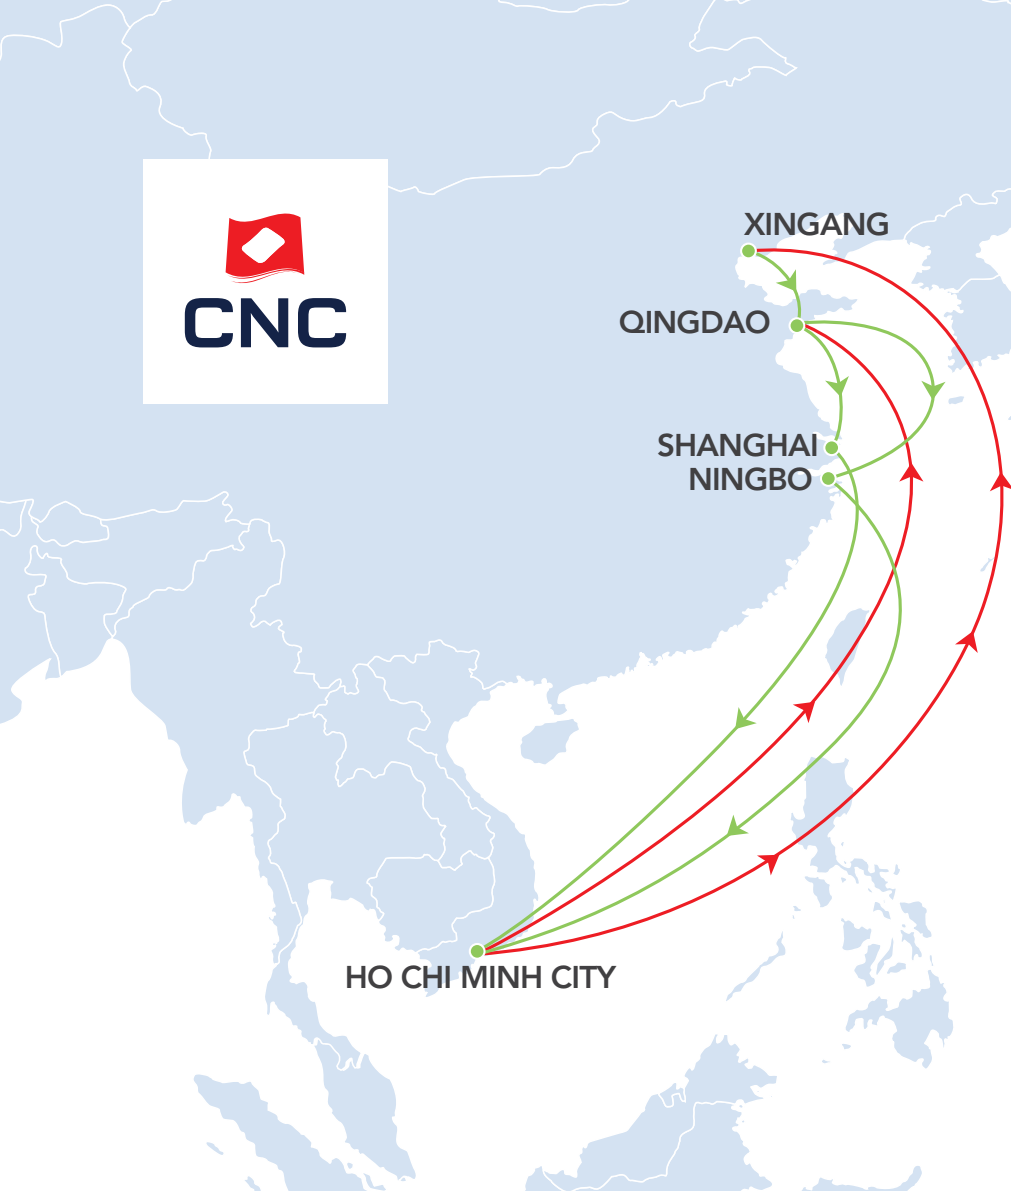 XINGANG
CNC
QINGDAO
SHANGHAI
NINGBO
HO CHI MINH CITY